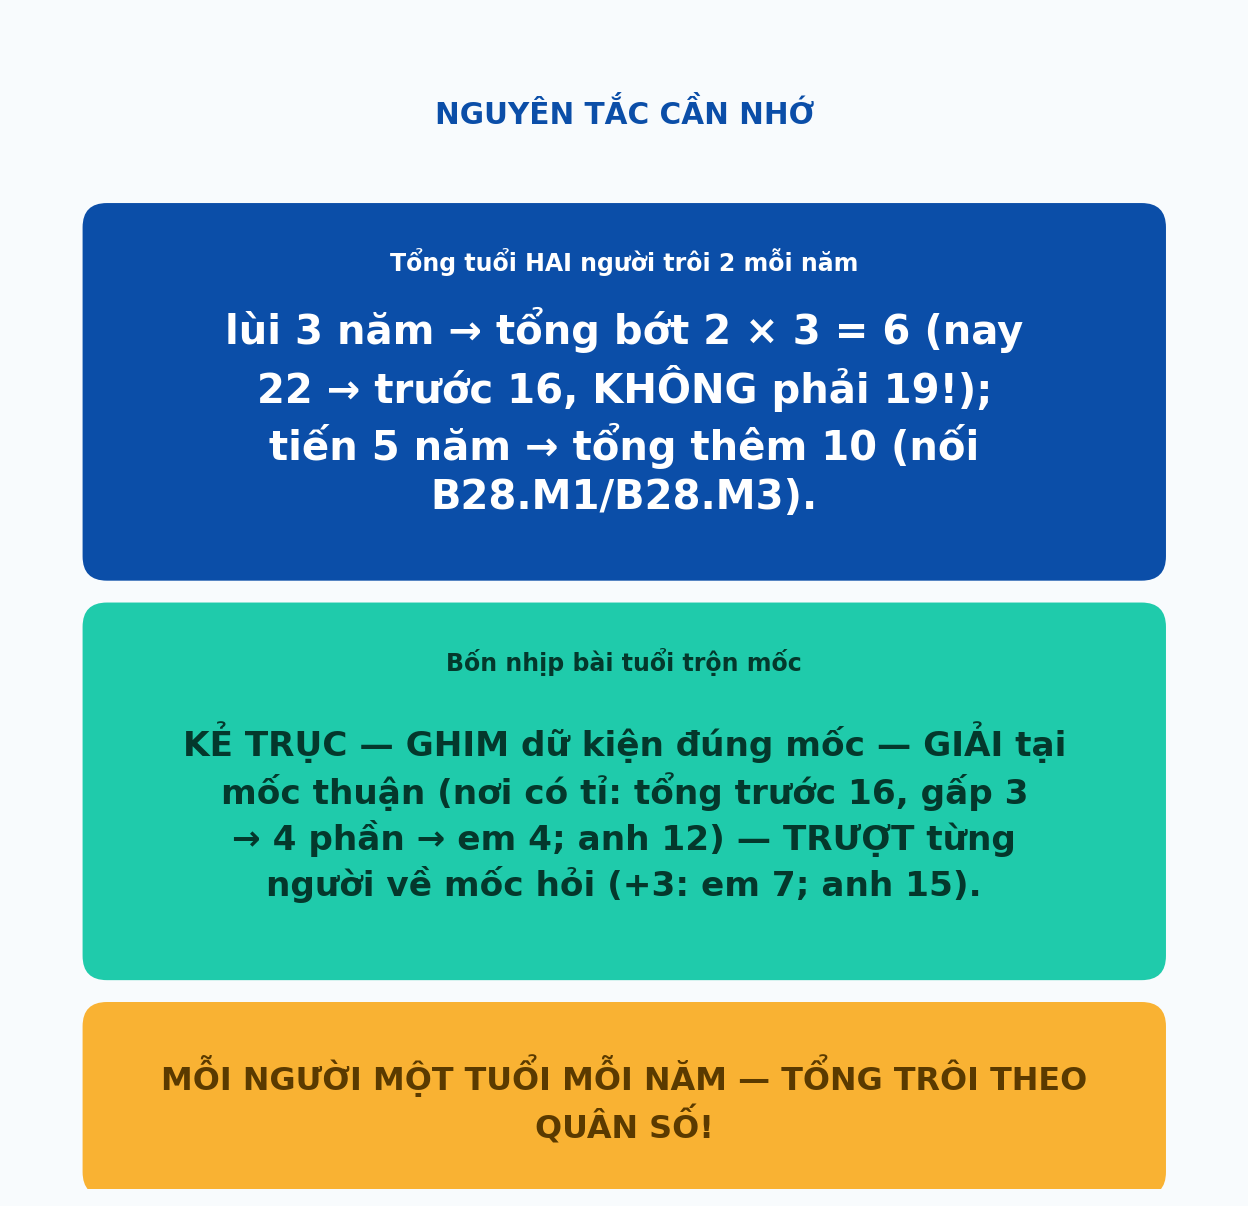 NGUYÊN TẮC CẦN NHỚ
Tổng tuổi HAI người trôi 2 mỗi năm
lùi 3 năm → tổng bớt 2 × 3 = 6 (nay
22 → trước 16, KHÔNG phải 19!);
tiến 5 năm → tổng thêm 10 (nối
B28.M1/B28.M3).
Bốn nhịp bài tuổi trộn mốc
KẺ TRỤC — GHIM dữ kiện đúng mốc — GIẢI tại
mốc thuận (nơi có tỉ: tổng trước 16, gấp 3
→ 4 phần → em 4; anh 12) — TRƯỢT từng
người về mốc hỏi (+3: em 7; anh 15).
MỖI NGƯỜI MỘT TUỔI MỖI NĂM — TỔNG TRÔI THEO
QUÂN SỐ!